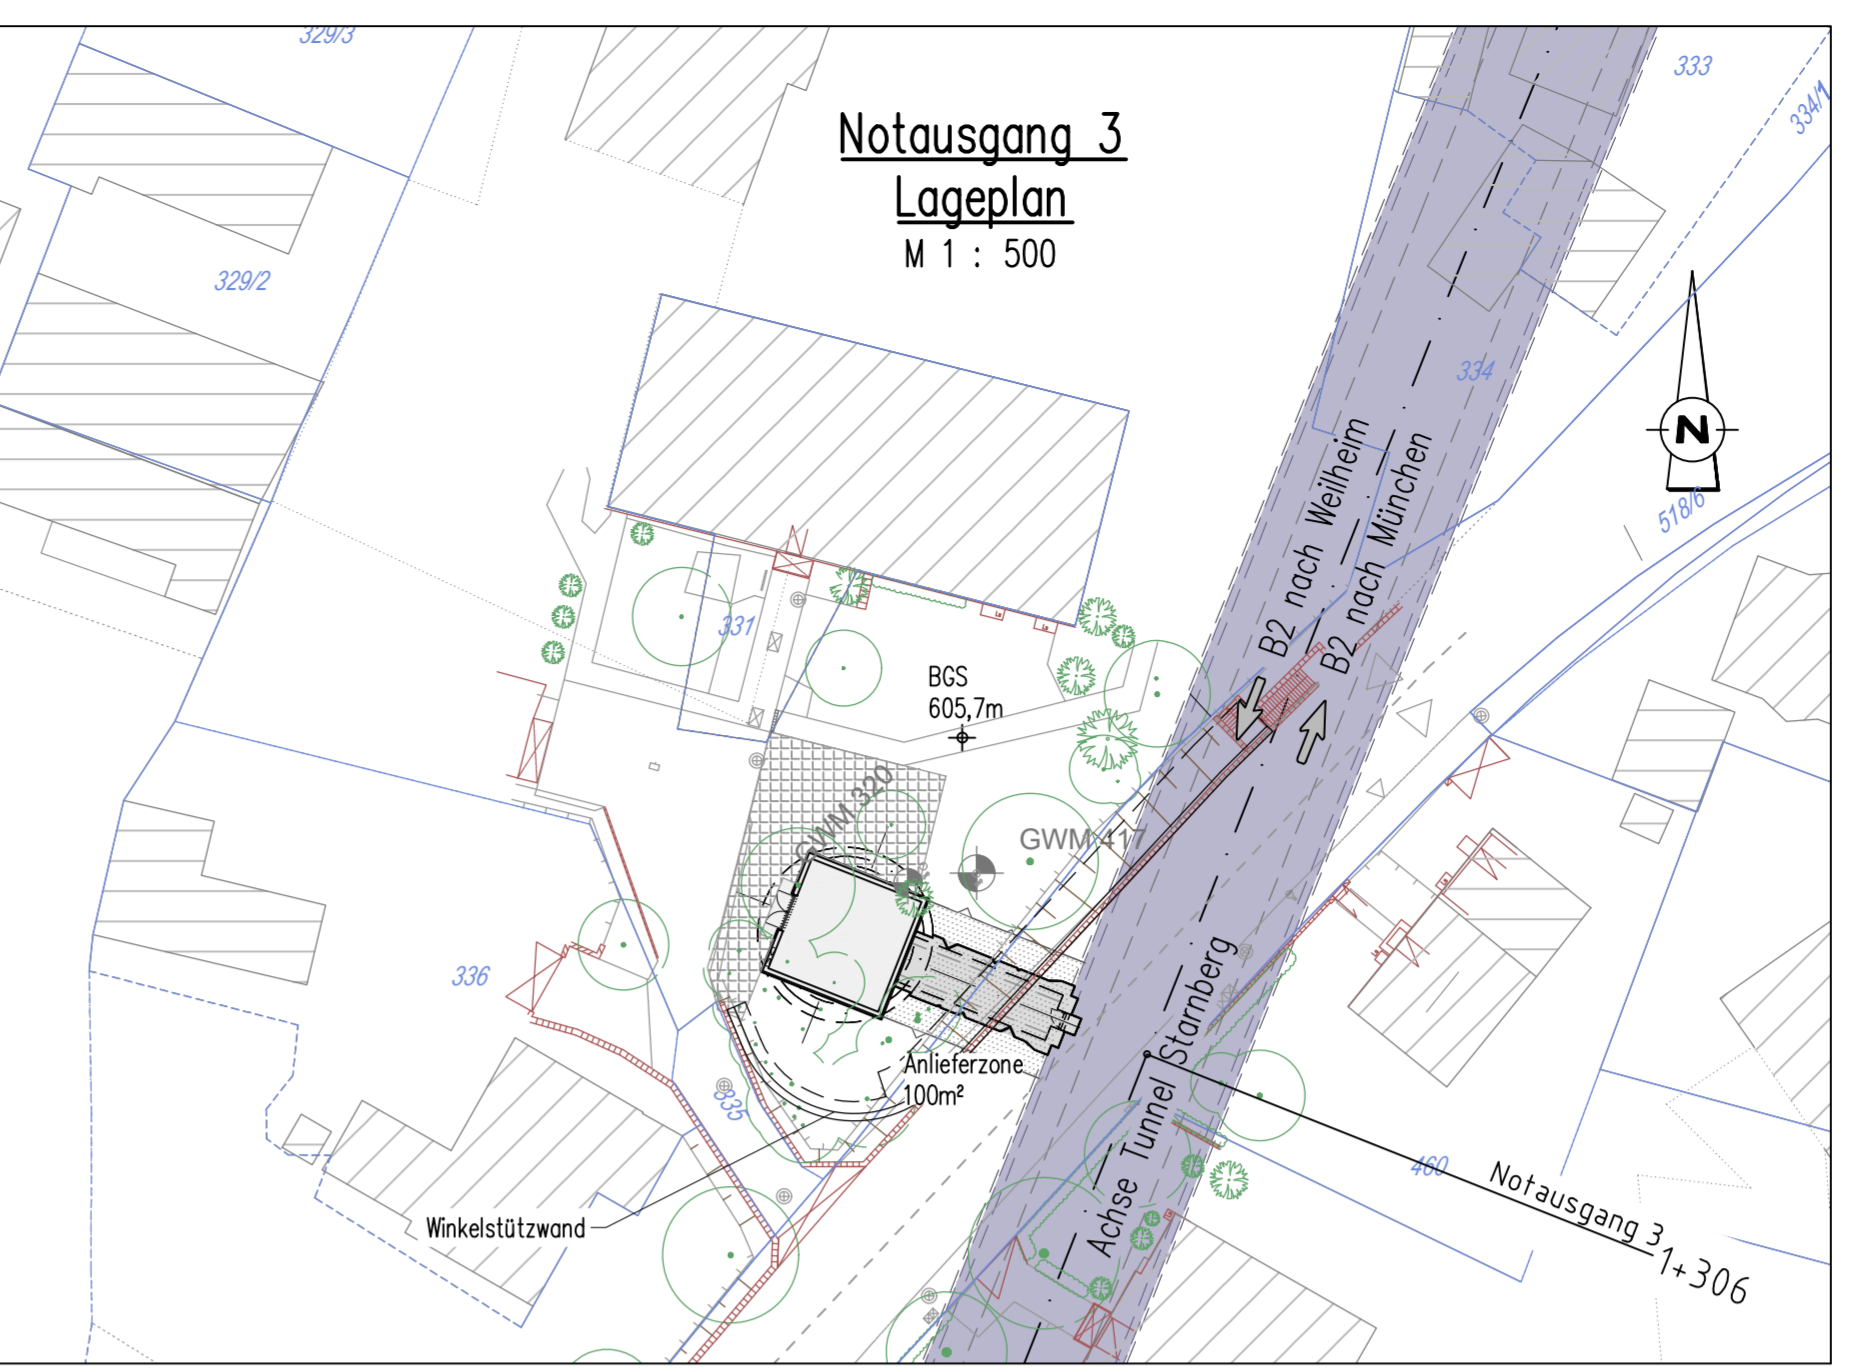 329/3
333
334/1
Notausgang 3
Lageplan
M 1 : 500
329/2
334
N
518/6
B2 nach Weilheim
B2 nach München
331
BGS
605,7m
GWM 320
GWM 417
336
Anlieferzone
100m²
335
Achse Tunnel Starnberg
460
Notausgang 3
1+306
Winkelstützwand